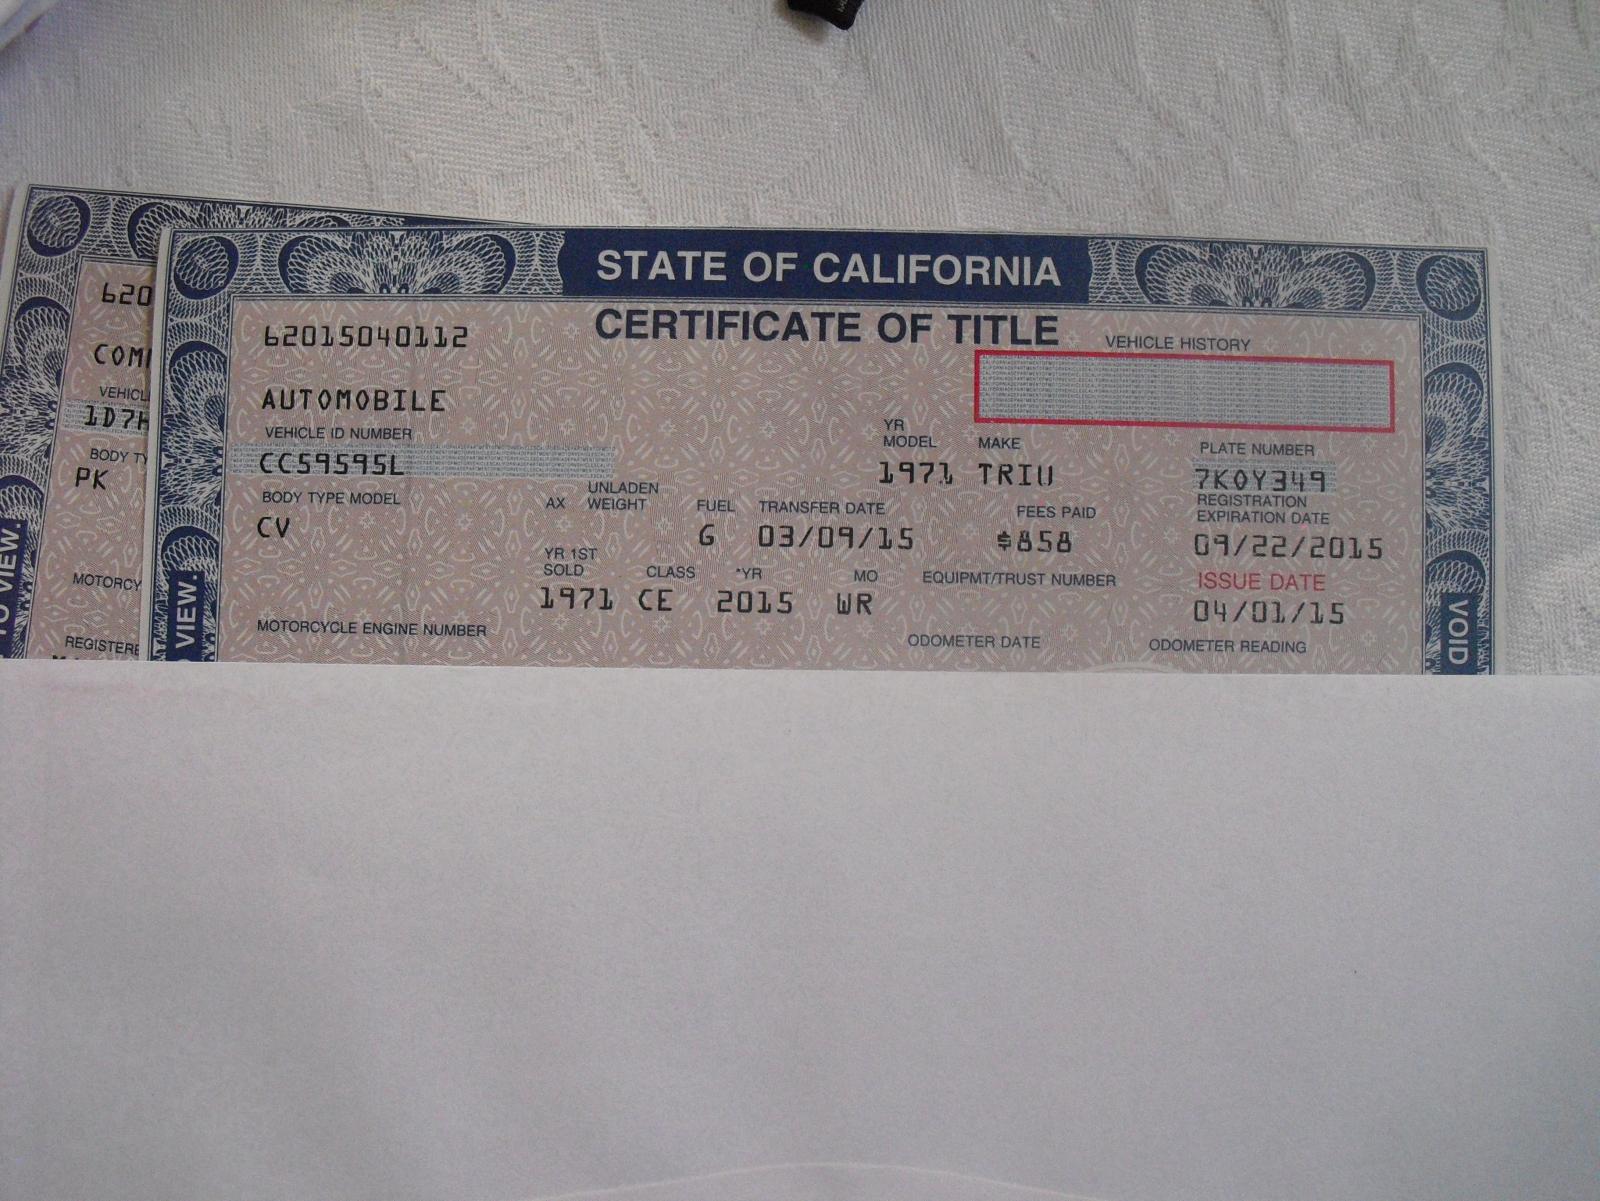 STATE OF CALIFORNIA
CERTIFICATE OF TITLE
62015040112
VEHICLE HISTORY
AUTOMOBILE
VEHICLE ID NUMBER
CC59595L
YR MODEL
1971
MAKE
TRIU
PLATE NUMBER
7KOY349
BODY TYPE MODEL
CV
AX
UNLADEN WEIGHT
FUEL
G
TRANSFER DATE
03/09/15
FEES PAID
$858
REGISTRATION EXPIRATION DATE
09/22/2015
YR 1ST SOLD
1971
CLASS
CE
*YR
2015
MO
WR
EQUIPMT/TRUST NUMBER
ISSUE DATE
04/01/15
MOTORCYCLE ENGINE NUMBER
ODOMETER DATE
ODOMETER READING
VIEW.
VOID
620
COM
VEHICL
1D7H
BODY TY
PK
MOTORCY
REGISTERE
TO VIEW.